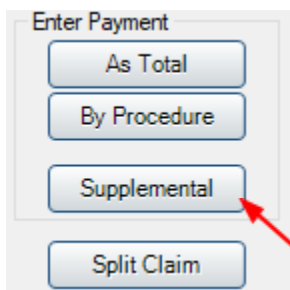 Enter Payment
As Total
By Procedure
Supplemental
Split Claim